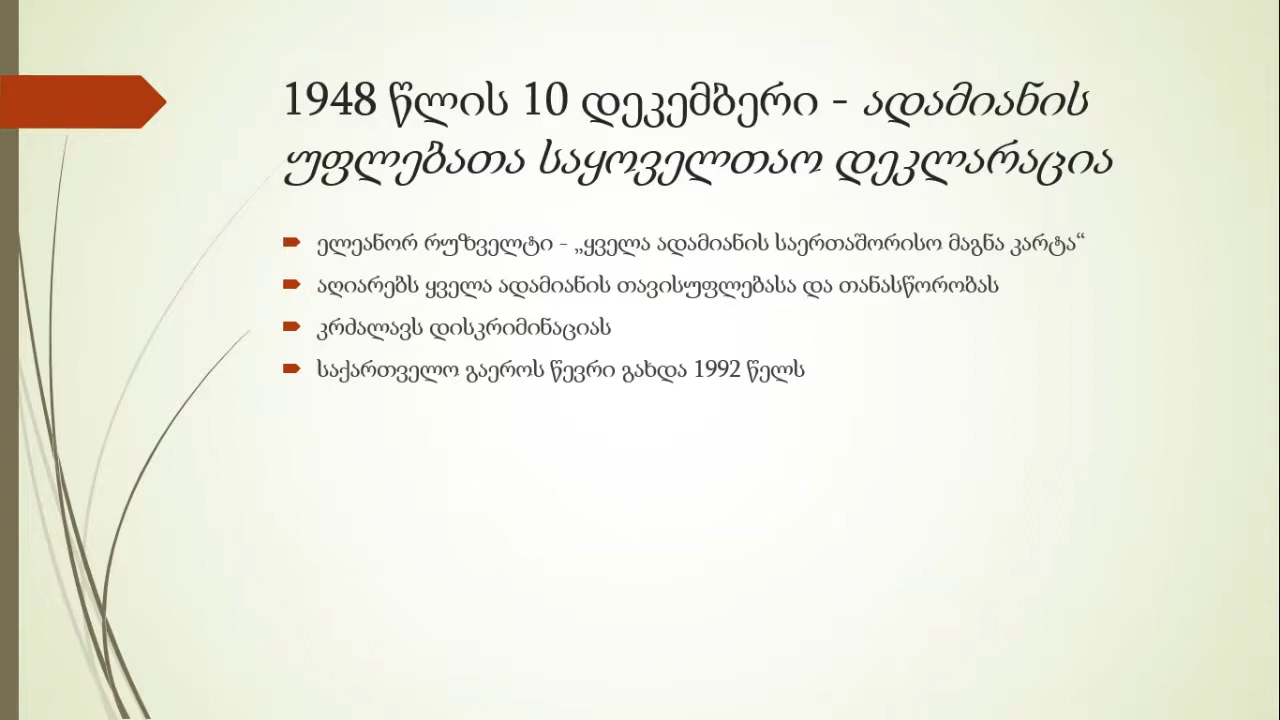 1948 წლის 10 დეკემბერი - ადამიანის
უფლებათა საყოველთაო დეკლარაცია
ელეანორ რუზველტი - „ყველა ადამიანის საერთაშორისო მაგნა კარტა“
აღიარებს ყველა ადამიანის თავისუფლებასა და თანასწორობას
კრძალავს დისკრიმინაციას
საქართველო გაეროს წევრი გახდა 1992 წელს